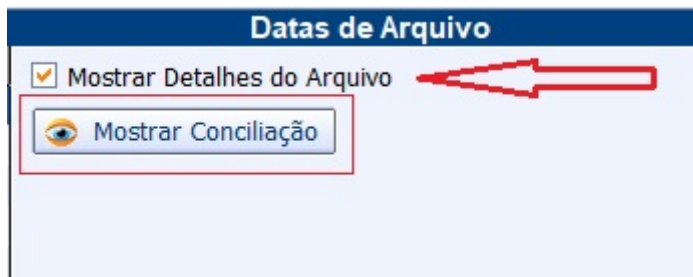 Datas de Arquivo
Mostrar Detalhes do Arquivo
Mostrar Conciliação